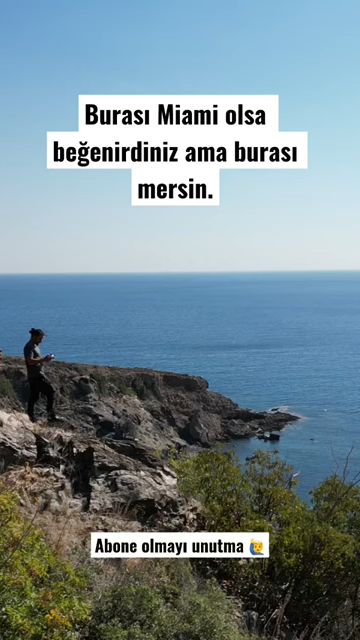 Burası Miami olsa
beğenirdiniz ama burası
mersin.
Abone olmayı unutma 🙋‍♂️